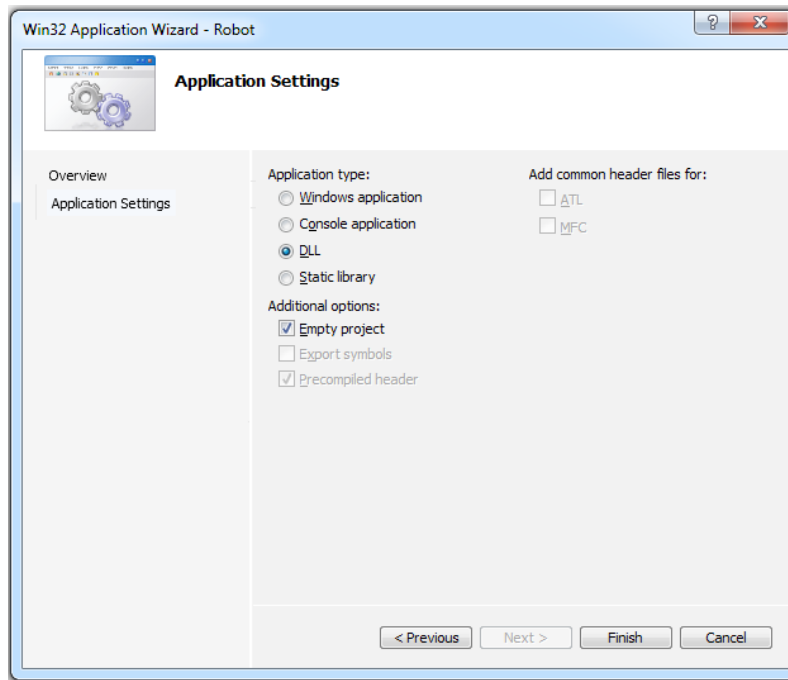 Win32 Application Wizard - Robot
Application Settings
Overview
Application Settings
Application type:
Windows application
Console application
DLL
Static library
Additional options:
Empty project
Export symbols
Precompiled header
Add common header files for:
ATL
MFC
< Previous
Next >
Finish
Cancel